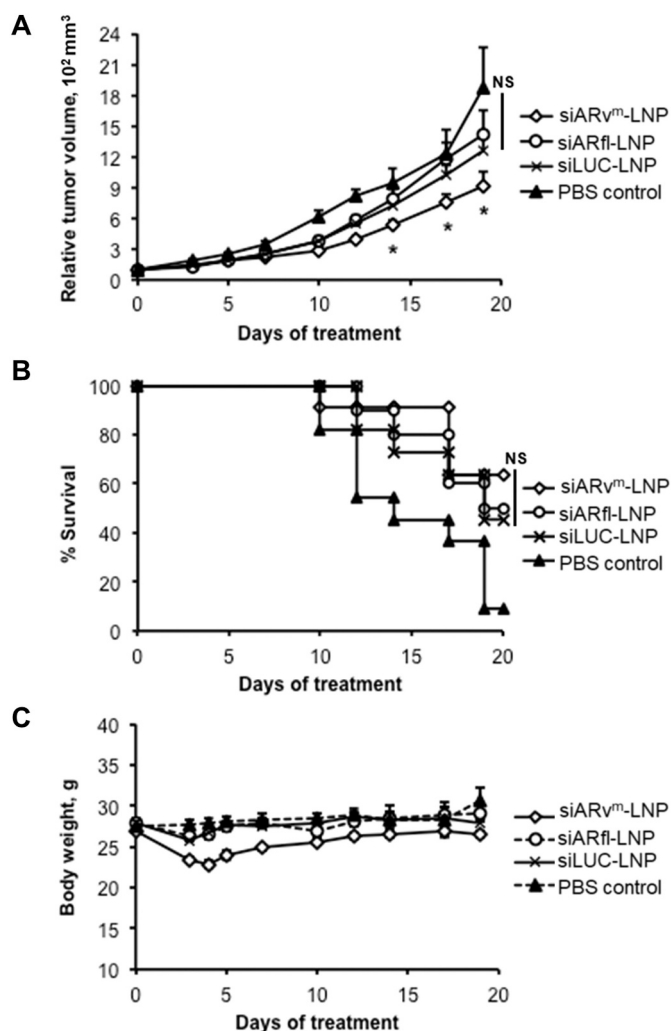 A
Relative tumor volume, 10² mm³
24
21
18
15
12
9
6
3
0
NS
*
*
*
siARvᵐ-LNP
siARfl-LNP
siLUC-LNP
PBS control
0
5
10
15
20
Days of treatment
B
% Survival
100
80
60
40
20
0
NS
siARvᵐ-LNP
siARfl-LNP
siLUC-LNP
PBS control
0
5
10
15
20
Days of treatment
C
Body weight, g
40
35
30
25
20
15
10
siARvᵐ-LNP
siARfl-LNP
siLUC-LNP
PBS control
0
5
10
15
20
Days of treatment